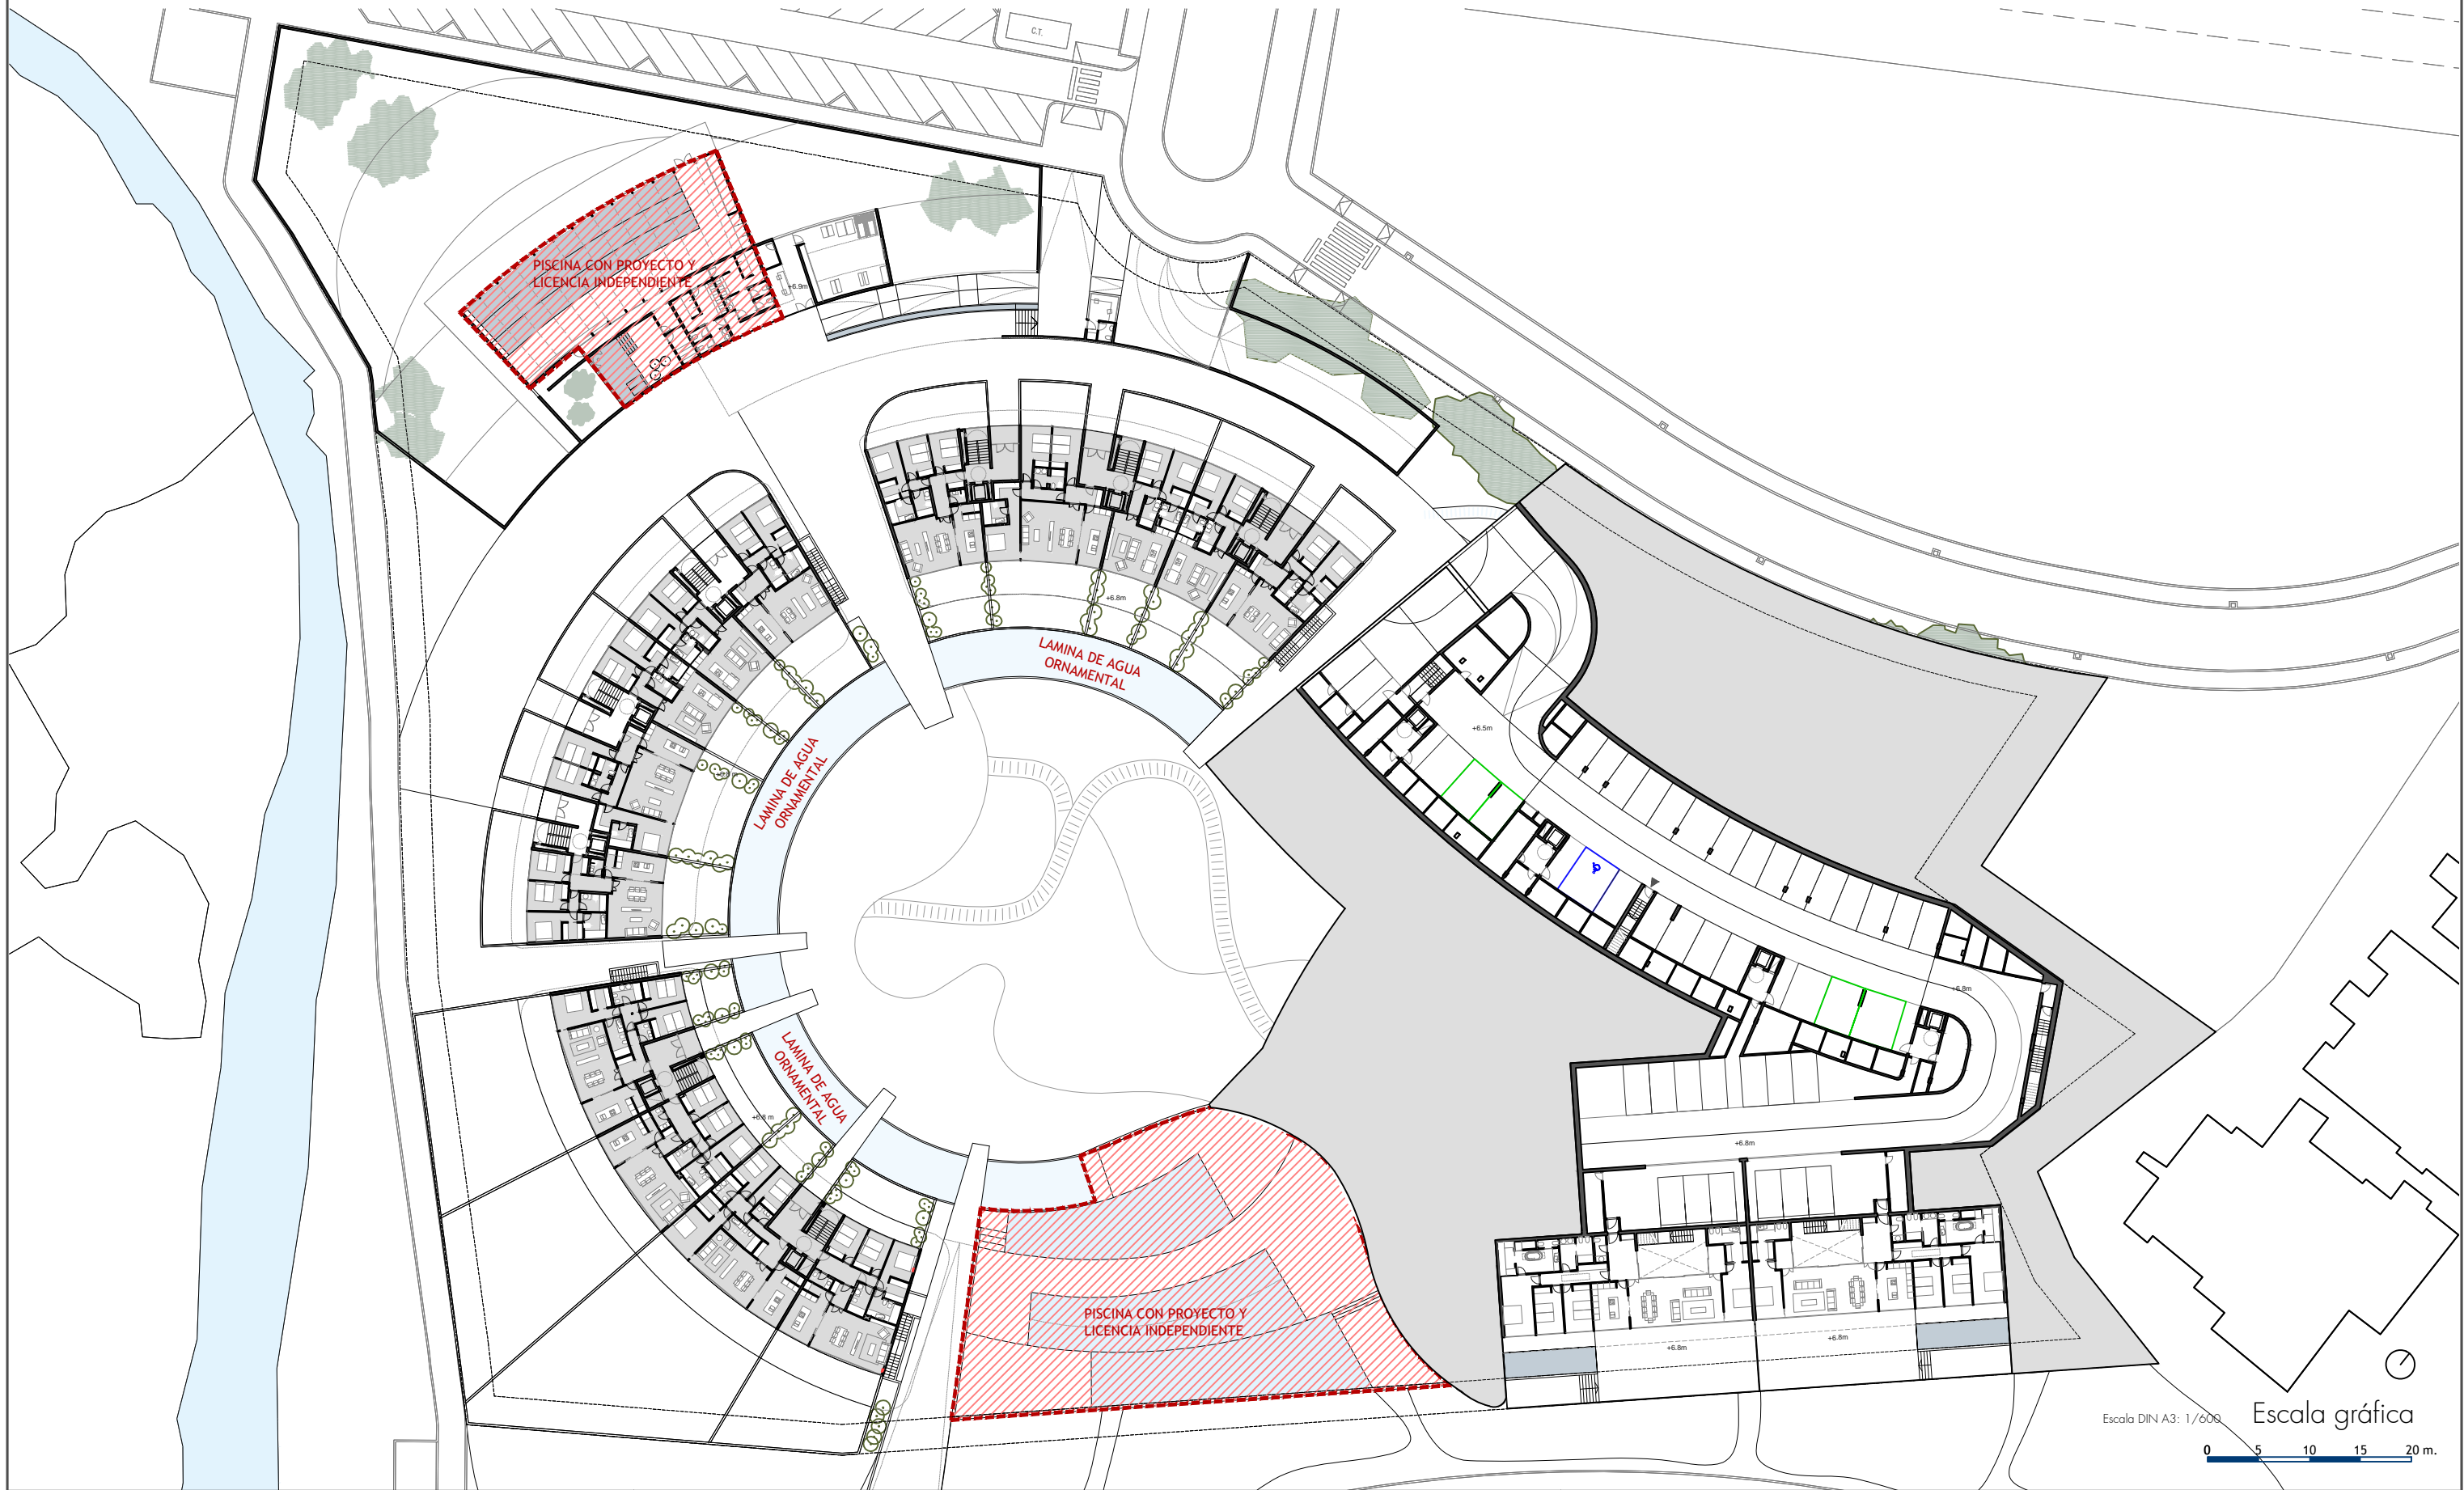 C.T.
PISCINA CON PROYECTO Y
LICENCIA INDEPENDIENTE
+6.9m
+6.8m
LAMINA DE AGUA
ORNAMENTAL
+6.5m
LAMINA DE AGUA
ORNAMENTAL
+6.8m
LAMINA DE AGUA
ORNAMENTAL
+6.8 m
+6.8m
PISCINA CON PROYECTO Y
LICENCIA INDEPENDIENTE
+6.8m
+6.8m
Escala DIN A3: 1/600
Escala gráfica
0 5 10 15 20 m.